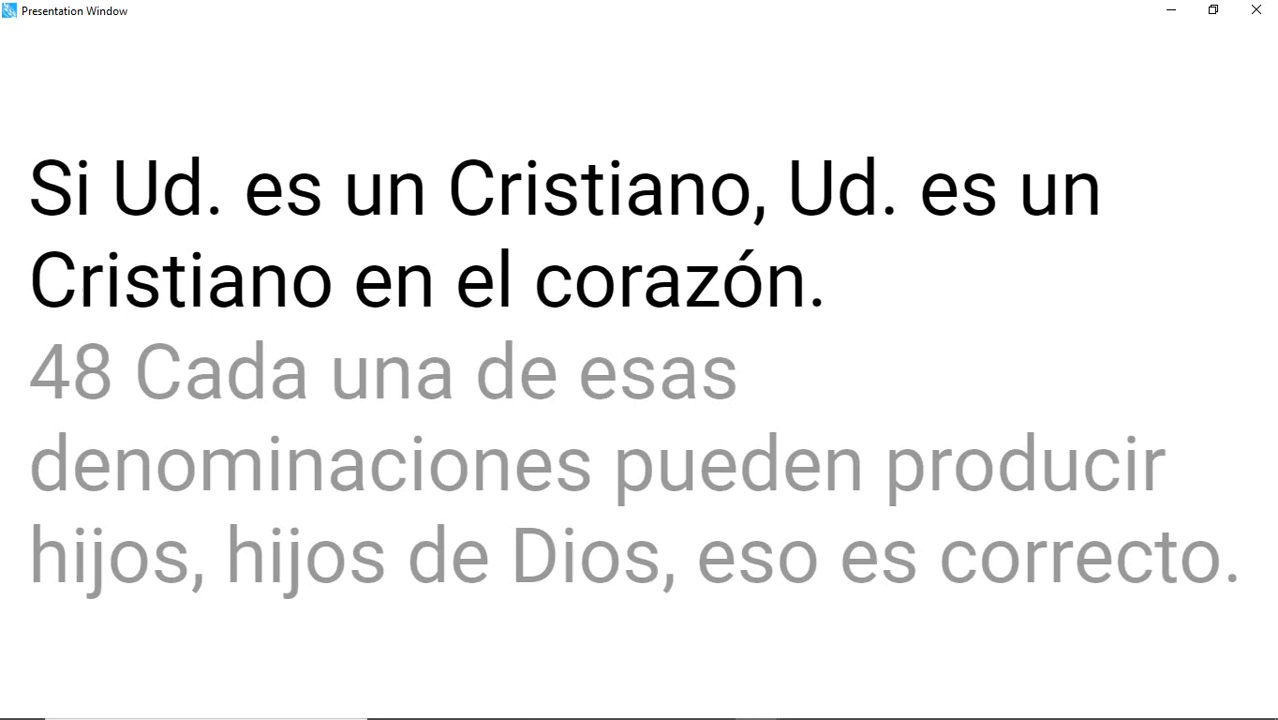 Presentation Window
Si Ud. es un Cristiano, Ud. es un
Cristiano en el corazón.
48 Cada una de esas
denominaciones pueden producir
hijos, hijos de Dios, eso es correcto.